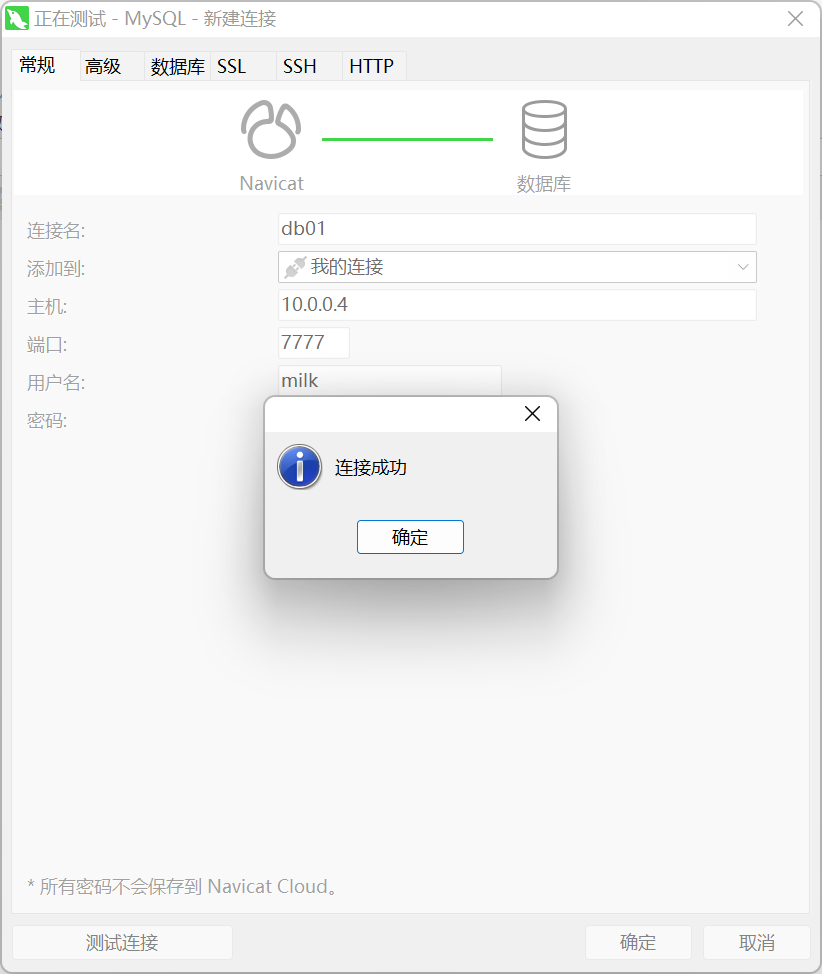 正在测试 - MySQL - 新建连接
常规 高级 数据库 SSL SSH HTTP
Navicat 数据库
连接名: db01
添加到: 我的连接
主机: 10.0.0.4
端口: 7777
用户名: milk
密码:
连接成功
确定
* 所有密码不会保存到 Navicat Cloud。
测试连接 确定 取消